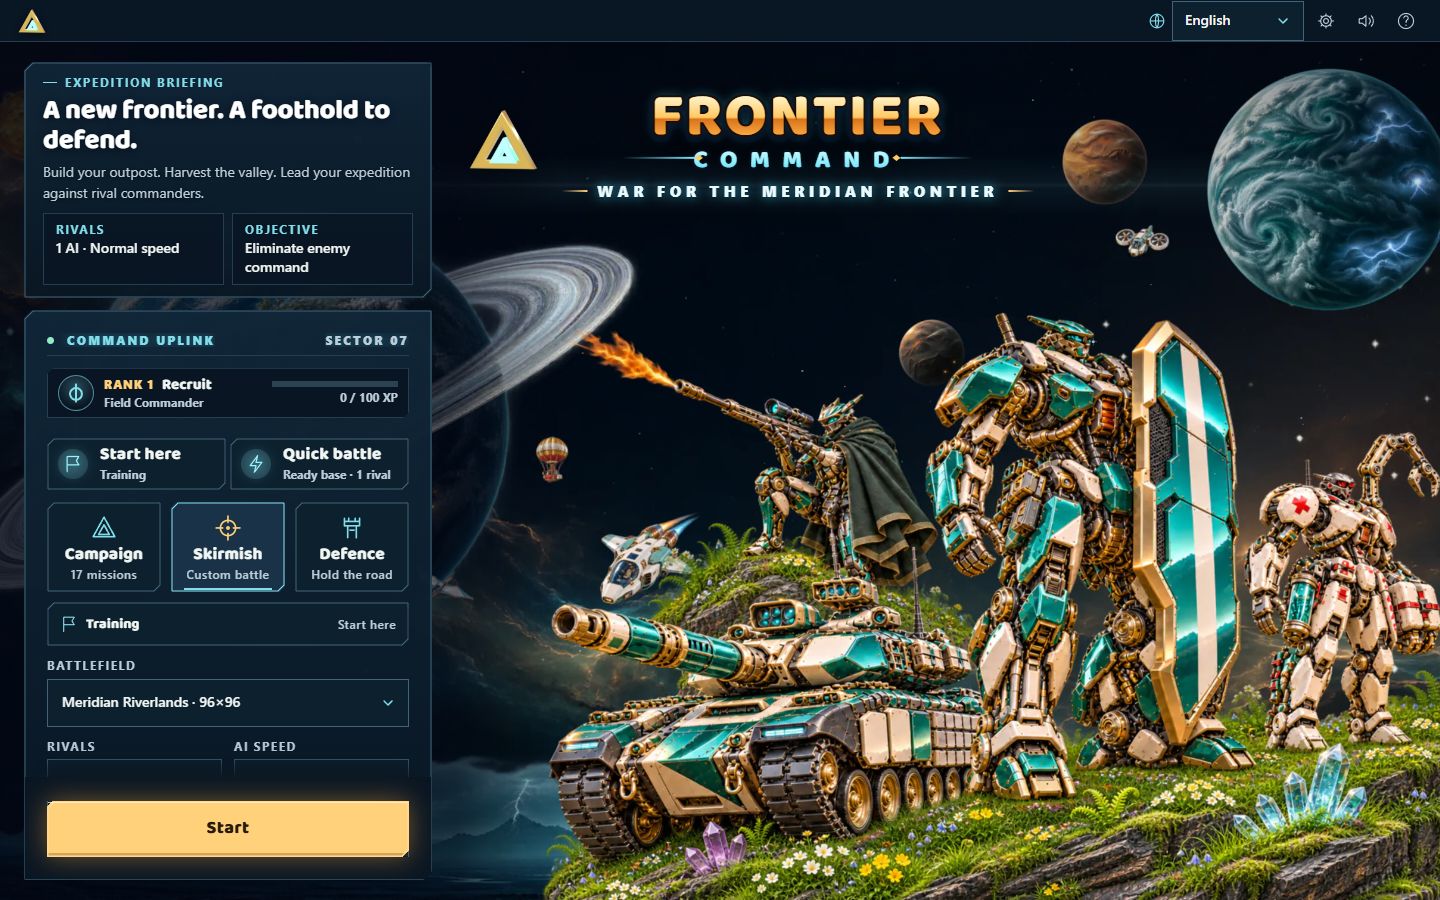 English
EXPEDITION BRIEFING
A new frontier. A foothold to
defend.
Build your outpost. Harvest the valley. Lead your expedition
against rival commanders.
RIVALS
1 AI · Normal speed
OBJECTIVE
Eliminate enemy
command
FRONTIER
COMMAND
WAR FOR THE MERIDIAN FRONTIER
COMMAND UPLINK
SECTOR 07
RANK 1 Recruit
Field Commander
0 / 100 XP
Start here
Training
Quick battle
Ready base · 1 rival
Campaign
17 missions
Skirmish
Custom battle
Defence
Hold the road
Training
Start here
BATTLEFIELD
Meridian Riverlands · 96×96
RIVALS
AI SPEED
Start